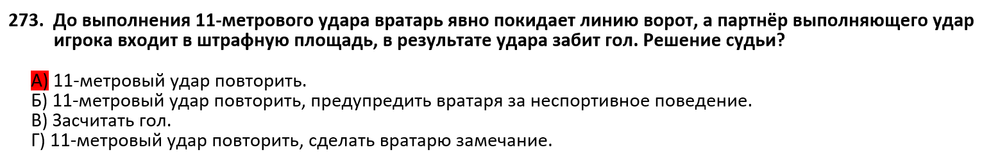 273. До выполнения 11-метрового удара вратарь явно покидает линию ворот, а партнёр выполняющего удар
игрока входит в штрафную площадь, в результате удара забит гол. Решение судьи?
А) 11-метровый удар повторить.
Б) 11-метровый удар повторить, предупредить вратаря за неспортивное поведение.
В) Засчитать гол.
Г) 11-метровый удар повторить, сделать вратарю замечание.